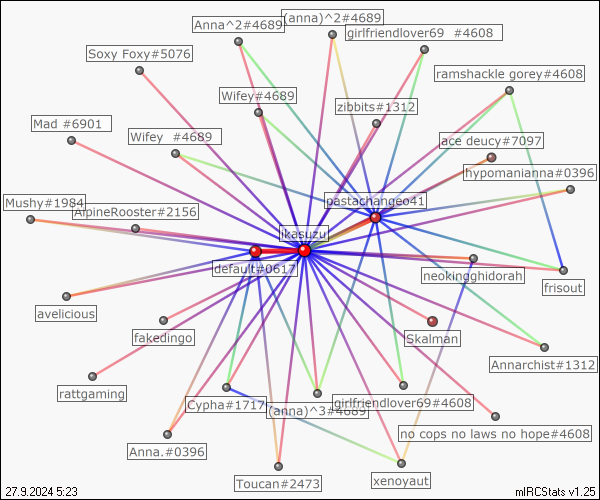 (anna)^2#4689
Anna^2#4689
girlfriendlover69   #4608
Soxy Foxy#5076
ramshackle gorey#4608
Wifey#4689
zibbits#1312
Mad #6901
Wifey   #4689
ace deucy#7097
hypomanianna#0396
Mushy#1984
pastachangeo41
AlpineRooster#2156
ikasuzu
default#0617
neokingghidorah
frisout
avelicious
fakedingo
Skalman
Annarchist#1312
rattgaming
Cypha#1717
(anna)^3#4689
girlfriendlover69#4608
no cops no laws no hope#4608
Anna.#0396
Toucan#2473
xenoyaut
27.9.2024 5:23
mIRCStats v1.25